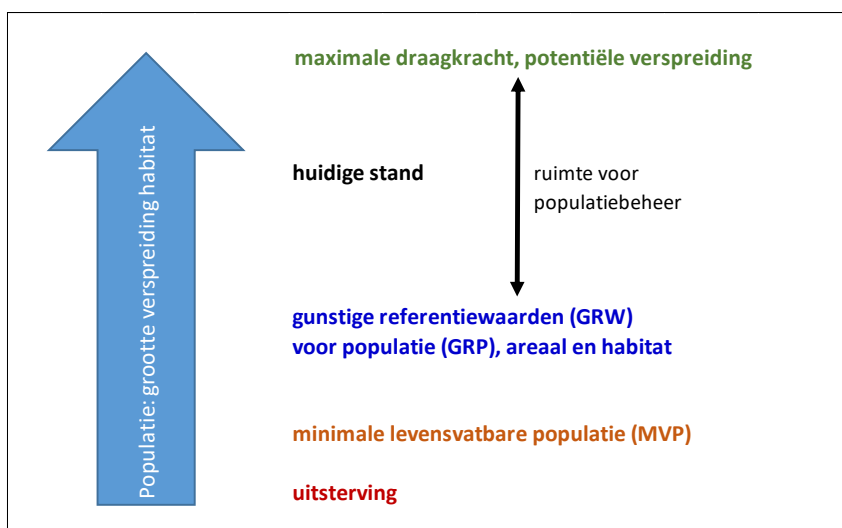 maximale draagkracht, potentiële verspreiding
Populatie: grootte verspreiding habitat
huidige stand
ruimte voor
populatiebeheer
gunstige referentiewaarden (GRW)
voor populatie (GRP), areaal en habitat
minimale levensvatbare populatie (MVP)
uitsterving